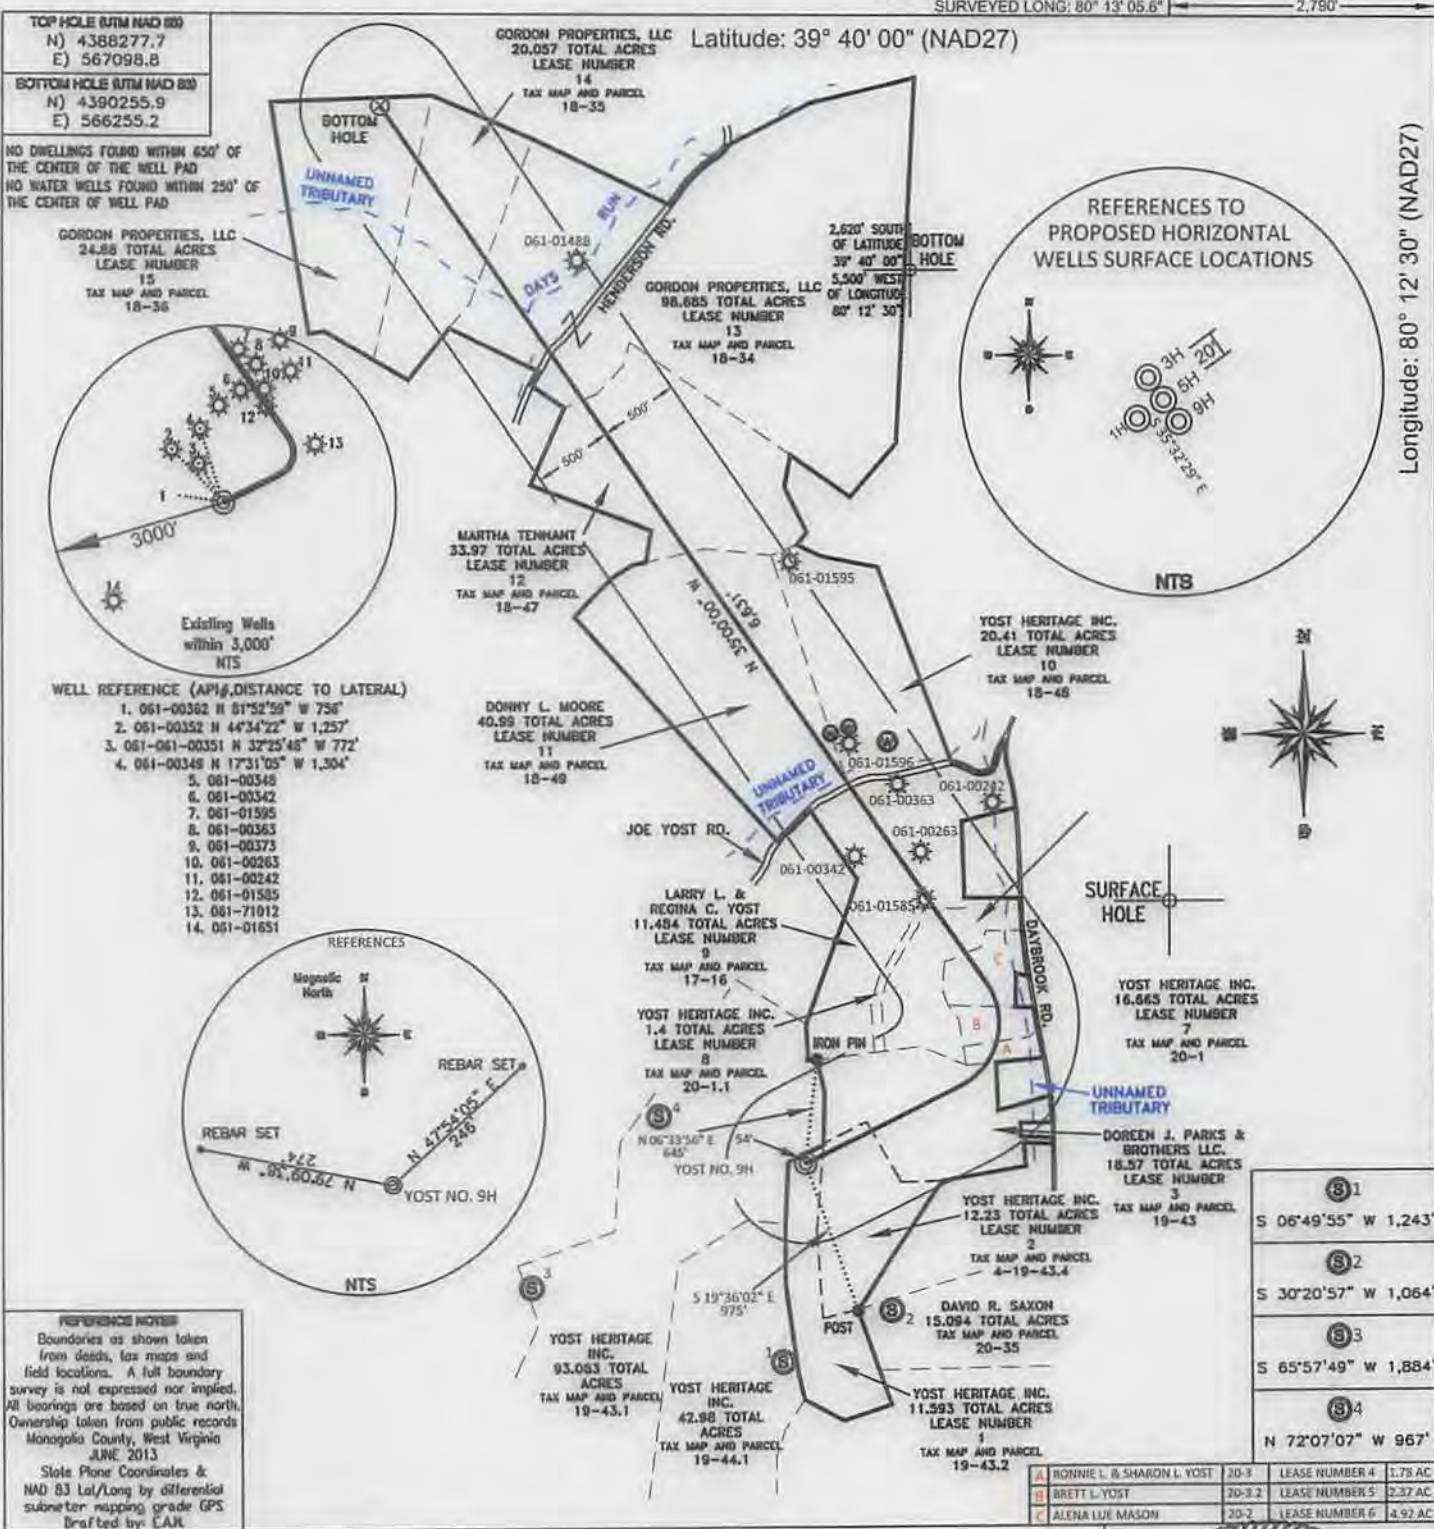 SURVEYED LONG: 80° 13' 05.6"
2,790'
TOP HOLE (UTM NAD 83)
N) 4388277.7
E) 567098.8
BOTTOM HOLE (UTM NAD 83)
N) 4390255.9
E) 566255.2
NO DWELLINGS FOUND WITHIN 650' OF
THE CENTER OF THE WELL PAD
NO WATER WELLS FOUND WITHIN 250' OF
THE CENTER OF WELL PAD
GORDON PROPERTIES, LLC
20.057 TOTAL ACRES
LEASE NUMBER
14
TAX MAP AND PARCEL
18-35
Latitude: 39° 40' 00" (NAD27)
Longitude: 80° 12' 30" (NAD27)
BOTTOM
HOLE
UNNAMED
TRIBUTARY
GORDON PROPERTIES, LLC
24.88 TOTAL ACRES
LEASE NUMBER
15
TAX MAP AND PARCEL
18-36
061-01488
DAYS
RUN
HENDERSON RD.
GORDON PROPERTIES, LLC
98.685 TOTAL ACRES
LEASE NUMBER
13
TAX MAP AND PARCEL
18-34
2,620' SOUTH
OF LATITUDE
39° 40' 00"
5,500' WEST
OF LONGITUDE
80° 12' 30"
BOTTOM
HOLE
REFERENCES TO
PROPOSED HORIZONTAL
WELLS SURFACE LOCATIONS
3H
20'
5H
9H
1H
S 35°32'29" E
NTS
1
2
3
4
5
6
7
8
9
10
11
12
13
14
3000'
Existing Wells
within 3,000'
NTS
500'
500'
MARTHA TENNANT
33.97 TOTAL ACRES
LEASE NUMBER
12
TAX MAP AND PARCEL
18-47
061-01595
N 35°00'00" W
6,631'
YOST HERITAGE INC.
20.41 TOTAL ACRES
LEASE NUMBER
10
TAX MAP AND PARCEL
18-48
WELL REFERENCE (API#,DISTANCE TO LATERAL)
1. 061-00362 N 81°52'59" W 756'
2. 061-00352 N 44°34'22" W 1,257'
3. 061-061-00351 N 32°25'48" W 772'
4. 061-00349 N 17°31'05" W 1,304'
5. 061-00348
6. 061-00342
7. 061-01595
8. 061-00363
9. 061-00373
10. 061-00263
11. 061-00242
12. 061-01585
13. 061-71012
14. 061-01651
DONNY L. MOORE
40.99 TOTAL ACRES
LEASE NUMBER
11
TAX MAP AND PARCEL
18-49
UNNAMED
TRIBUTARY
061-01596
061-00363
061-00242
061-00263
JOE YOST RD.
061-00342
061-01585
LARRY L. &
REGINA C. YOST
11.484 TOTAL ACRES
LEASE NUMBER
9
TAX MAP AND PARCEL
17-16
SURFACE
HOLE
DAYBROOK RD.
C
B
A
YOST HERITAGE INC.
16.665 TOTAL ACRES
LEASE NUMBER
7
TAX MAP AND PARCEL
20-1
YOST HERITAGE INC.
1.4 TOTAL ACRES
LEASE NUMBER
8
TAX MAP AND PARCEL
20-1.1
IRON PIN
UNNAMED
TRIBUTARY
REFERENCES
Magnetic
North
REBAR SET
REBAR SET
N 47°54'05" E
246'
N 79°09'38" W
274'
YOST NO. 9H
NTS
S 4
N 06°33'56" E
645'
54'
YOST NO. 9H
DOREEN J. PARKS &
BROTHERS LLC.
18.57 TOTAL ACRES
LEASE NUMBER
3
TAX MAP AND PARCEL
19-43
YOST HERITAGE INC.
12.23 TOTAL ACRES
LEASE NUMBER
2
TAX MAP AND PARCEL
4-19-43.4
S 3
S 19°36'02" E
975'
POST
S 2
DAVID R. SAXON
15.094 TOTAL ACRES
TAX MAP AND PARCEL
20-35
1 S
YOST HERITAGE
INC.
93.083 TOTAL
ACRES
TAX MAP AND PARCEL
19-43.1
YOST HERITAGE
INC.
42.98 TOTAL
ACRES
TAX MAP AND PARCEL
19-44.1
YOST HERITAGE INC.
11.593 TOTAL ACRES
LEASE NUMBER
1
TAX MAP AND PARCEL
19-43.2
S 1
S 06°49'55" W 1,243'
S 2
S 30°20'57" W 1,064'
S 3
S 65°57'49" W 1,884'
S 4
N 72°07'07" W 967'
A RONNIE L. & SHARON L. YOST 20-3 LEASE NUMBER 4 1.78 AC
B BRETT L. YOST 20-3.2 LEASE NUMBER 5 2.37 AC
C ALENA LUE MASON 20-2 LEASE NUMBER 6 4.92 AC
REFERENCE NOTES
Boundaries as shown taken
from deeds, tax maps and
field locations. A full boundary
survey is not expressed nor implied.
All bearings are based on true north.
Ownership taken from public records
Monogalia County, West Virginia
JUNE 2013
State Plane Coordinates &
NAD 83 Lat/Long by differential
submeter mapping grade GPS
Drafted by: C.A.H.